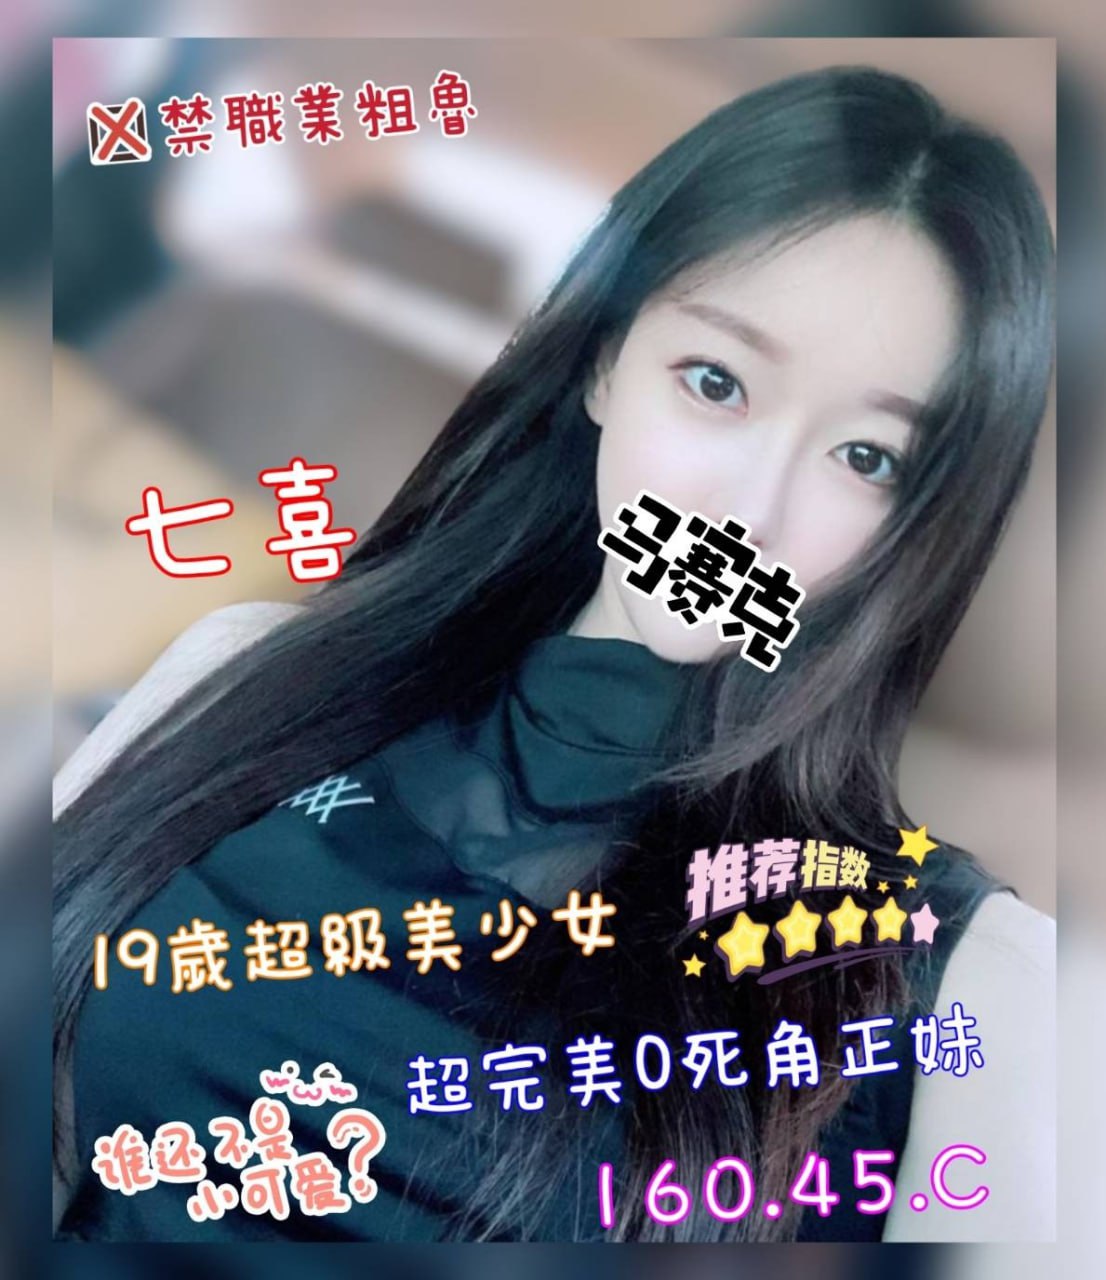 禁職業粗魯
七喜
马赛克
推荐指数
19歲超級美少女
超完美0死角正妹
谁还不是
小可爱?
160.45.C